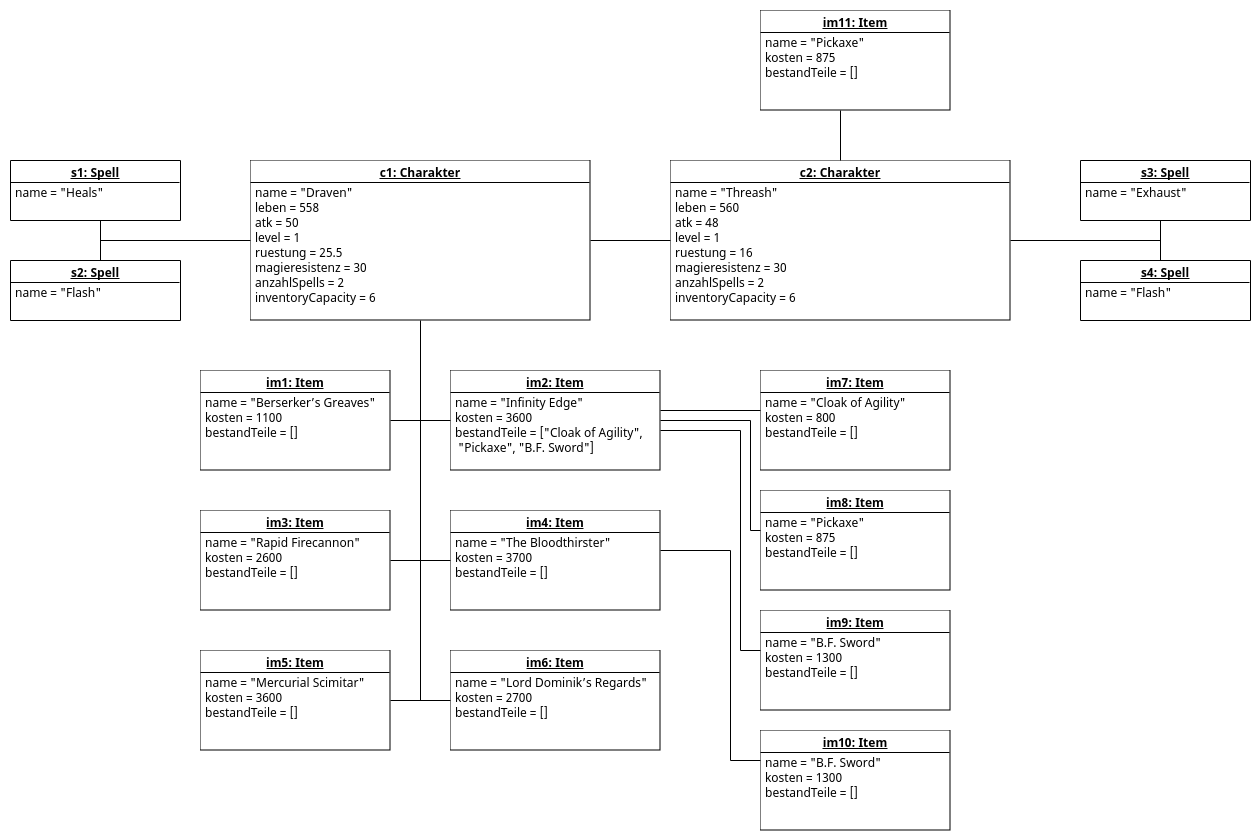 im11: Item
name = "Pickaxe"
kosten = 875
bestandTeile = []
s1: Spell
name = "Heals"
s2: Spell
name = "Flash"
c1: Charakter
name = "Draven"
leben = 558
atk = 50
level = 1
ruestung = 25.5
magieresistenz = 30
anzahlSpells = 2
inventoryCapacity = 6
c2: Charakter
name = "Threash"
leben = 560
atk = 48
level = 1
ruestung = 16
magieresistenz = 30
anzahlSpells = 2
inventoryCapacity = 6
s3: Spell
name = "Exhaust"
s4: Spell
name = "Flash"
im1: Item
name = "Berserker’s Greaves"
kosten = 1100
bestandTeile = []
im2: Item
name = "Infinity Edge"
kosten = 3600
bestandTeile = ["Cloak of Agility",
"Pickaxe", "B.F. Sword"]
im7: Item
name = "Cloak of Agility"
kosten = 800
bestandTeile = []
im3: Item
name = "Rapid Firecannon"
kosten = 2600
bestandTeile = []
im4: Item
name = "The Bloodthirster"
kosten = 3700
bestandTeile = []
im8: Item
name = "Pickaxe"
kosten = 875
bestandTeile = []
im5: Item
name = "Mercurial Scimitar"
kosten = 3600
bestandTeile = []
im6: Item
name = "Lord Dominik’s Regards"
kosten = 2700
bestandTeile = []
im9: Item
name = "B.F. Sword"
kosten = 1300
bestandTeile = []
im10: Item
name = "B.F. Sword"
kosten = 1300
bestandTeile = []